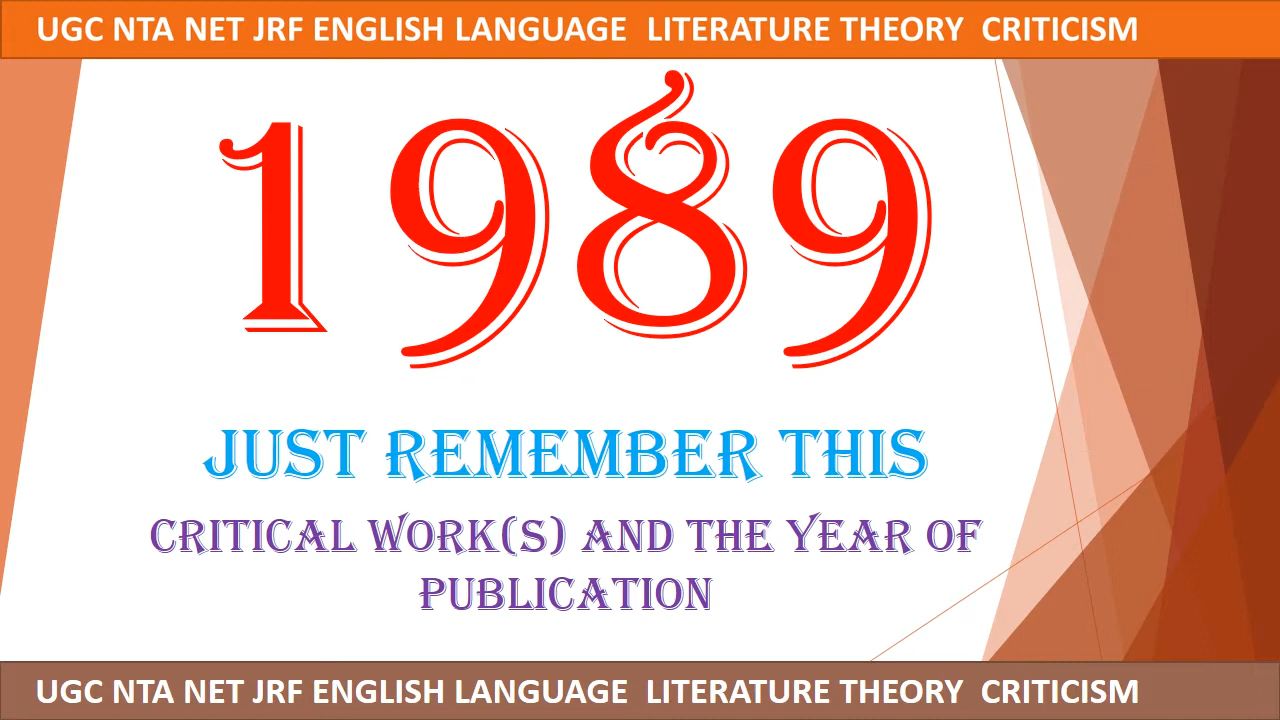 UGC NTA NET JRF ENGLISH LANGUAGE LITERATURE THEORY CRITICISM
1989
JUST REMEMBER THIS
CRITICAL WORK(S) AND THE YEAR OF
PUBLICATION
UGC NTA NET JRF ENGLISH LANGUAGE LITERATURE THEORY CRITICISM